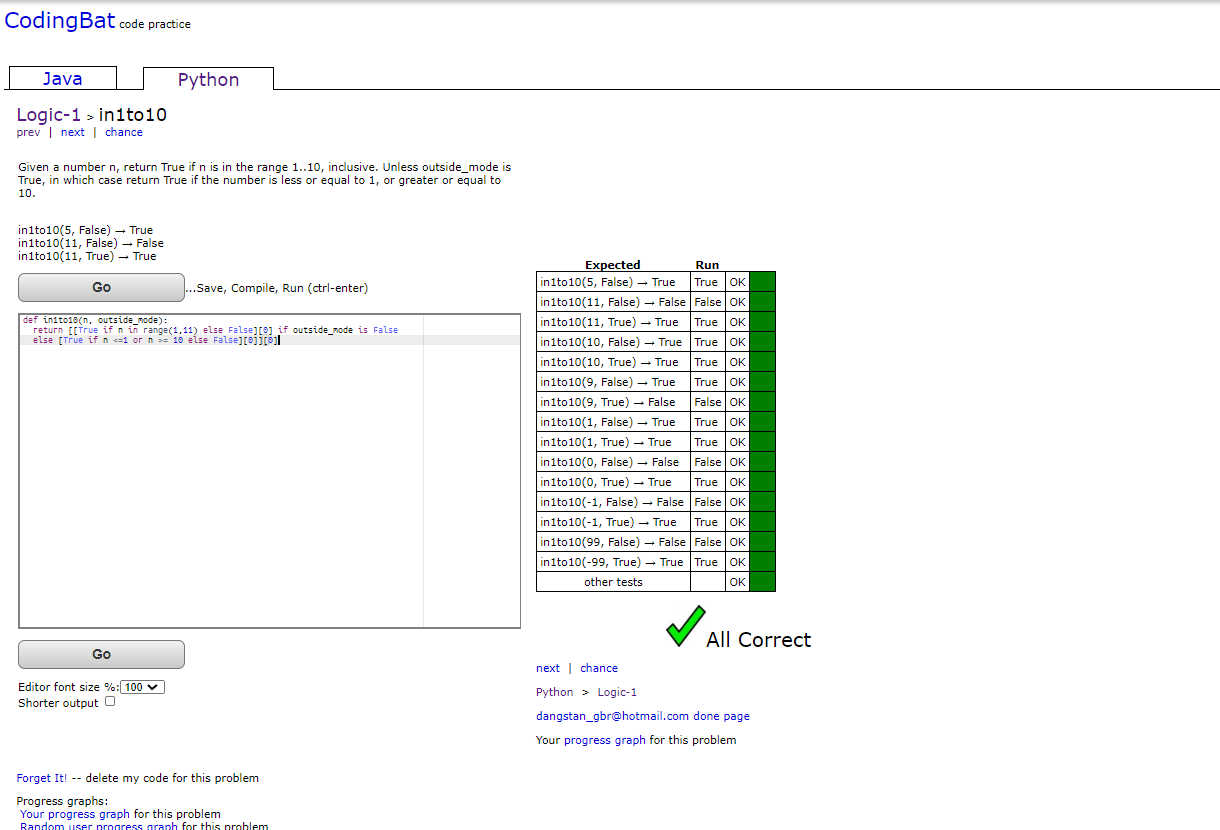 CodingBat code practice
Java
Python
Logic-1 > in1to10
prev | next | chance
Given a number n, return True if n is in the range 1..10, inclusive. Unless outside_mode is
True, in which case return True if the number is less or equal to 1, or greater or equal to
10.
in1to10(5, False) → True
in1to10(11, False) → False
in1to10(11, True) → True
Go
...Save, Compile, Run (ctrl-enter)
def in1to10(n, outside_mode):
return [[True if n in range(1,11) else False][0] if outside_mode is False
else [True if n <=1 or n >= 10 else False][0]][0]
Go
Editor font size %: 100
Shorter output
Forget It! -- delete my code for this problem
Progress graphs:
Your progress graph for this problem
Random user progress graph for this problem
Expected Run
in1to10(5, False) → True True OK
in1to10(11, False) → False False OK
in1to10(11, True) → True True OK
in1to10(10, False) → True True OK
in1to10(10, True) → True True OK
in1to10(9, False) → True True OK
in1to10(9, True) → False False OK
in1to10(1, False) → True True OK
in1to10(1, True) → True True OK
in1to10(0, False) → False False OK
in1to10(0, True) → True True OK
in1to10(-1, False) → False False OK
in1to10(-1, True) → True True OK
in1to10(99, False) → False False OK
in1to10(-99, True) → True True OK
other tests OK
All Correct
next | chance
Python > Logic-1
dangstan_gbr@hotmail.com done page
Your progress graph for this problem